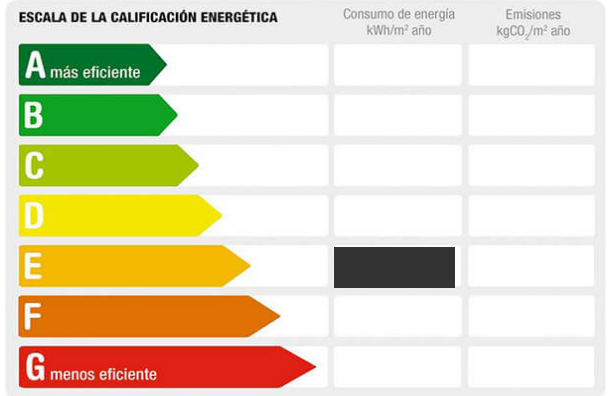 ESCALA DE LA CALIFICACIÓN ENERGÉTICA
Consumo de energía
kWh/m² año
Emisiones
kgCO₂/m² año
A más eficiente
B
C
D
E
F
G menos eficiente